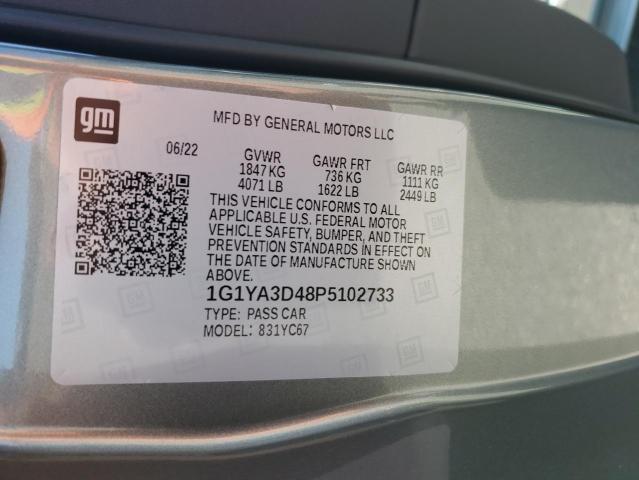 gm
MFD BY GENERAL MOTORS LLC
06/22 GVWR GAWR FRT GAWR RR
1847 KG 736 KG 1111 KG
4071 LB 1622 LB 2449 LB
THIS VEHICLE CONFORMS TO ALL
APPLICABLE U.S. FEDERAL MOTOR
VEHICLE SAFETY, BUMPER, AND THEFT
PREVENTION STANDARDS IN EFFECT ON
THE DATE OF MANUFACTURE SHOWN
ABOVE.
1G1YA3D48P5102733
TYPE: PASS CAR
MODEL: 831YC67